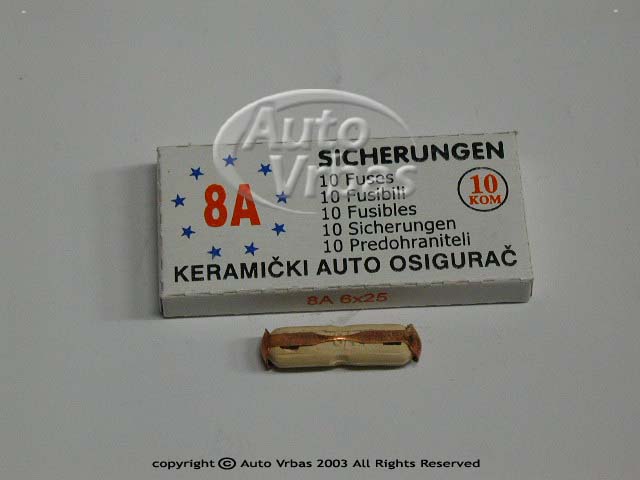 Auto
Vrbas
SiCHERUNGEN
8A
10 Fuses
10 Fusibili
10 Fusibles
10 Sicherungen
10 Predohraniteli
10
KOM
KERAMIČKI AUTO OSIGURAČ
8A 6x25
copyright © Auto Vrbas 2003 All Rights Reserved